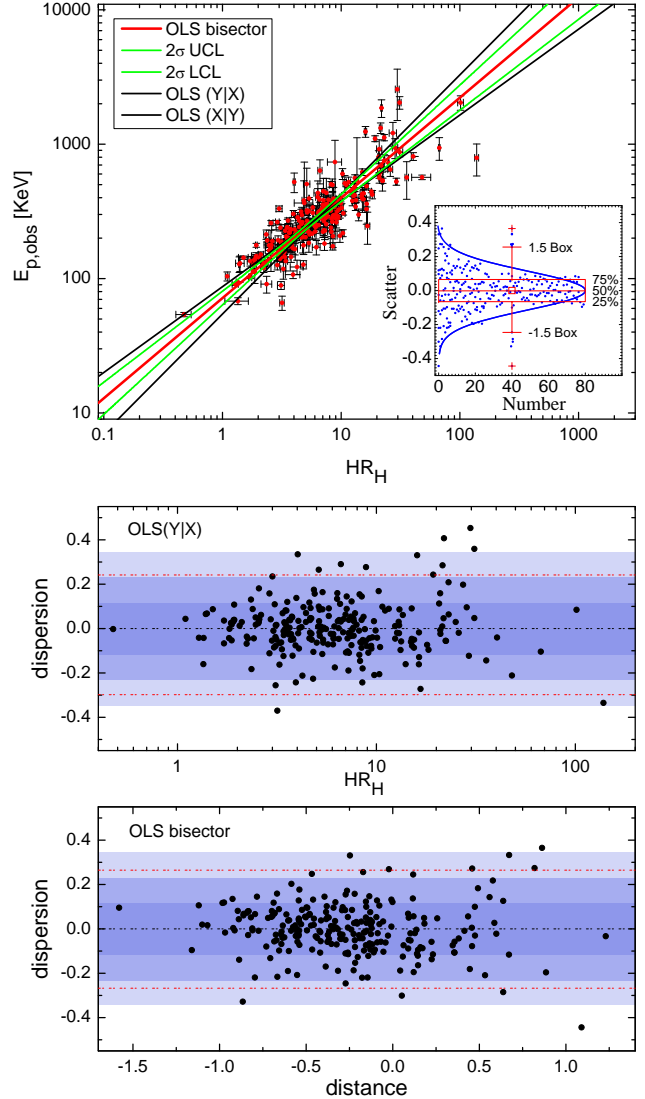 OLS bisector
2σ UCL
2σ LCL
OLS (Y|X)
OLS (X|Y)
10000
1000
100
10
E_p,obs [KeV]
0.1
1
10
100
1000
HR_H
0.4
0.2
0.0
-0.2
-0.4
Scatter
1.5 Box
75%
50%
25%
-1.5 Box
0 20 40 60 80 100
Number
OLS(Y|X)
0.4
0.2
0.0
-0.2
-0.4
dispersion
1 10 100
HR_H
OLS bisector
0.4
0.2
0.0
-0.2
-0.4
dispersion
-1.5 -1.0 -0.5 0.0 0.5 1.0
distance